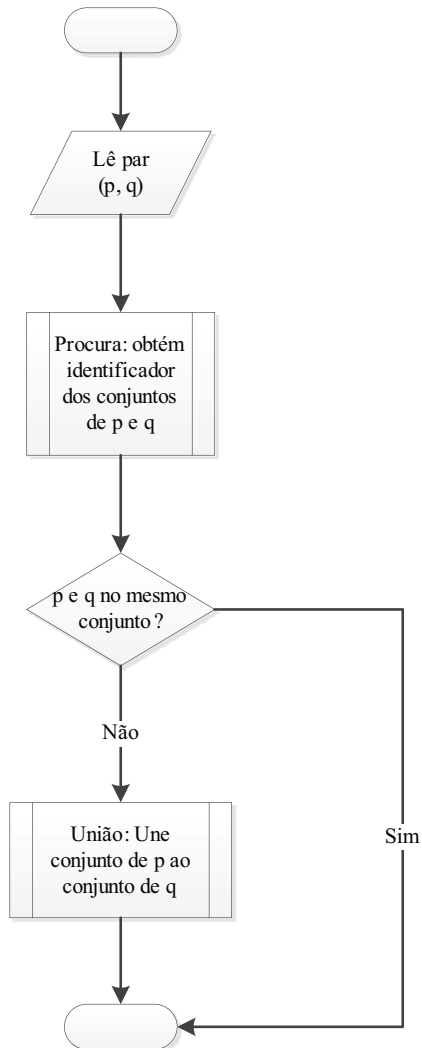 Lê par
(p, q)
Procura: obtém
identificador
dos conjuntos
de p e q
p e q no mesmo
conjunto ?
Não
União: Une
conjunto de p ao
conjunto de q
Sim